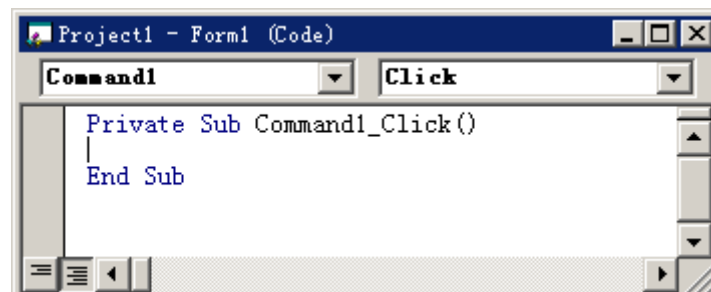 Project1 - Form1 (Code)
Command1 Click
Private Sub Command1_Click()
End Sub